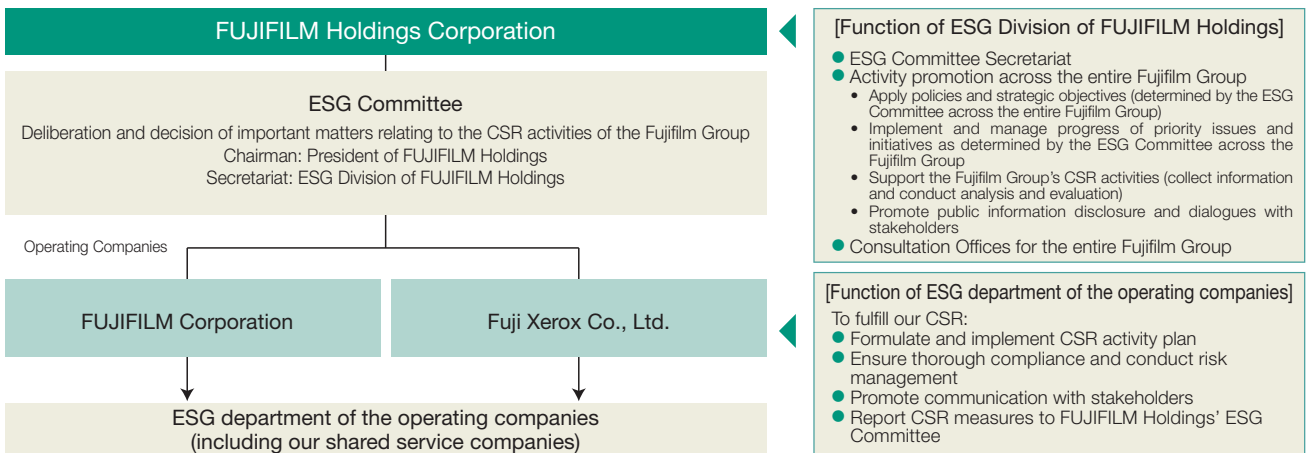 FUJIFILM Holdings Corporation
ESG Committee
Deliberation and decision of important matters relating to the CSR activities of the Fujifilm Group
Chairman: President of FUJIFILM Holdings
Secretariat: ESG Division of FUJIFILM Holdings
Operating Companies
FUJIFILM Corporation
Fuji Xerox Co., Ltd.
ESG department of the operating companies
(including our shared service companies)
[Function of ESG Division of FUJIFILM Holdings]
● ESG Committee Secretariat
● Activity promotion across the entire Fujifilm Group
• Apply policies and strategic objectives (determined by the ESG
Committee across the entire Fujifilm Group)
• Implement and manage progress of priority issues and
initiatives as determined by the ESG Committee across the
Fujifilm Group
• Support the Fujifilm Group's CSR activities (collect information
and conduct analysis and evaluation)
• Promote public information disclosure and dialogues with
stakeholders
● Consultation Offices for the entire Fujifilm Group
[Function of ESG department of the operating companies]
To fulfill our CSR:
● Formulate and implement CSR activity plan
● Ensure thorough compliance and conduct risk
management
● Promote communication with stakeholders
● Report CSR measures to FUJIFILM Holdings' ESG
Committee